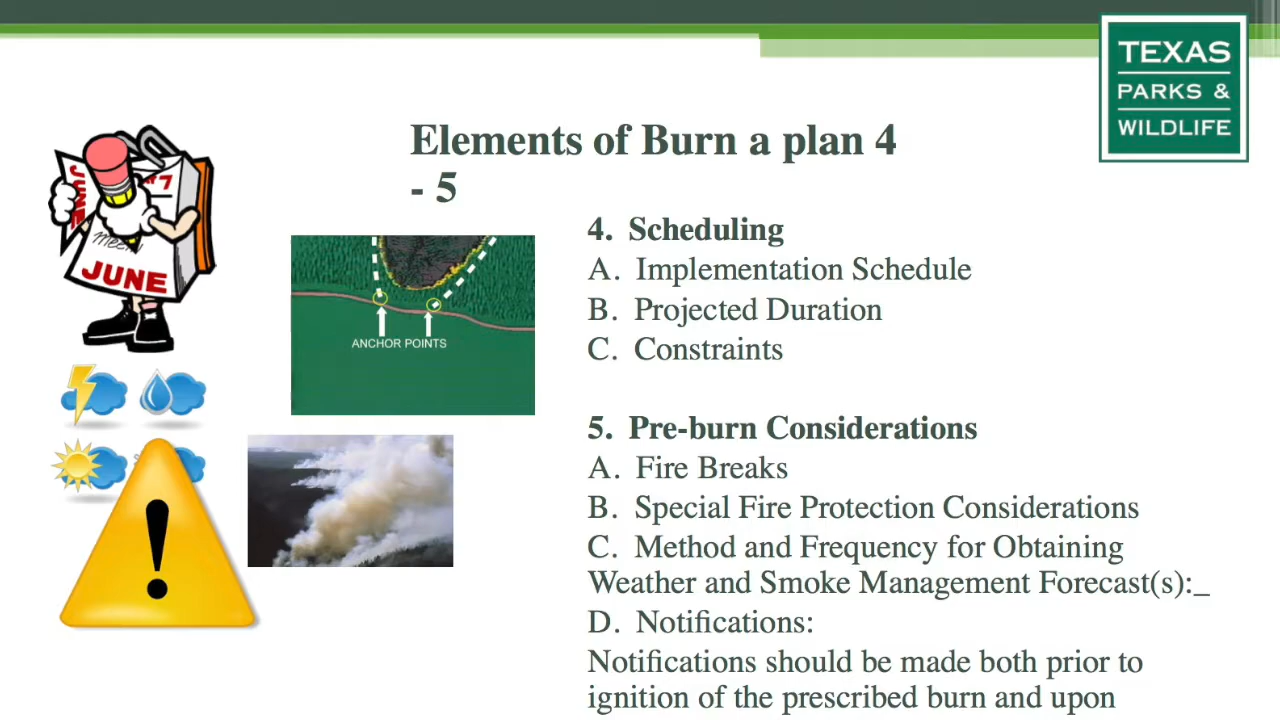 TEXAS
PARKS &
WILDLIFE
Elements of Burn a plan 4
- 5
JUNE
ANCHOR POINTS
4. Scheduling
A. Implementation Schedule
B. Projected Duration
C. Constraints
5. Pre-burn Considerations
A. Fire Breaks
B. Special Fire Protection Considerations
C. Method and Frequency for Obtaining
Weather and Smoke Management Forecast(s):_
D. Notifications:
Notifications should be made both prior to
ignition of the prescribed burn and upon